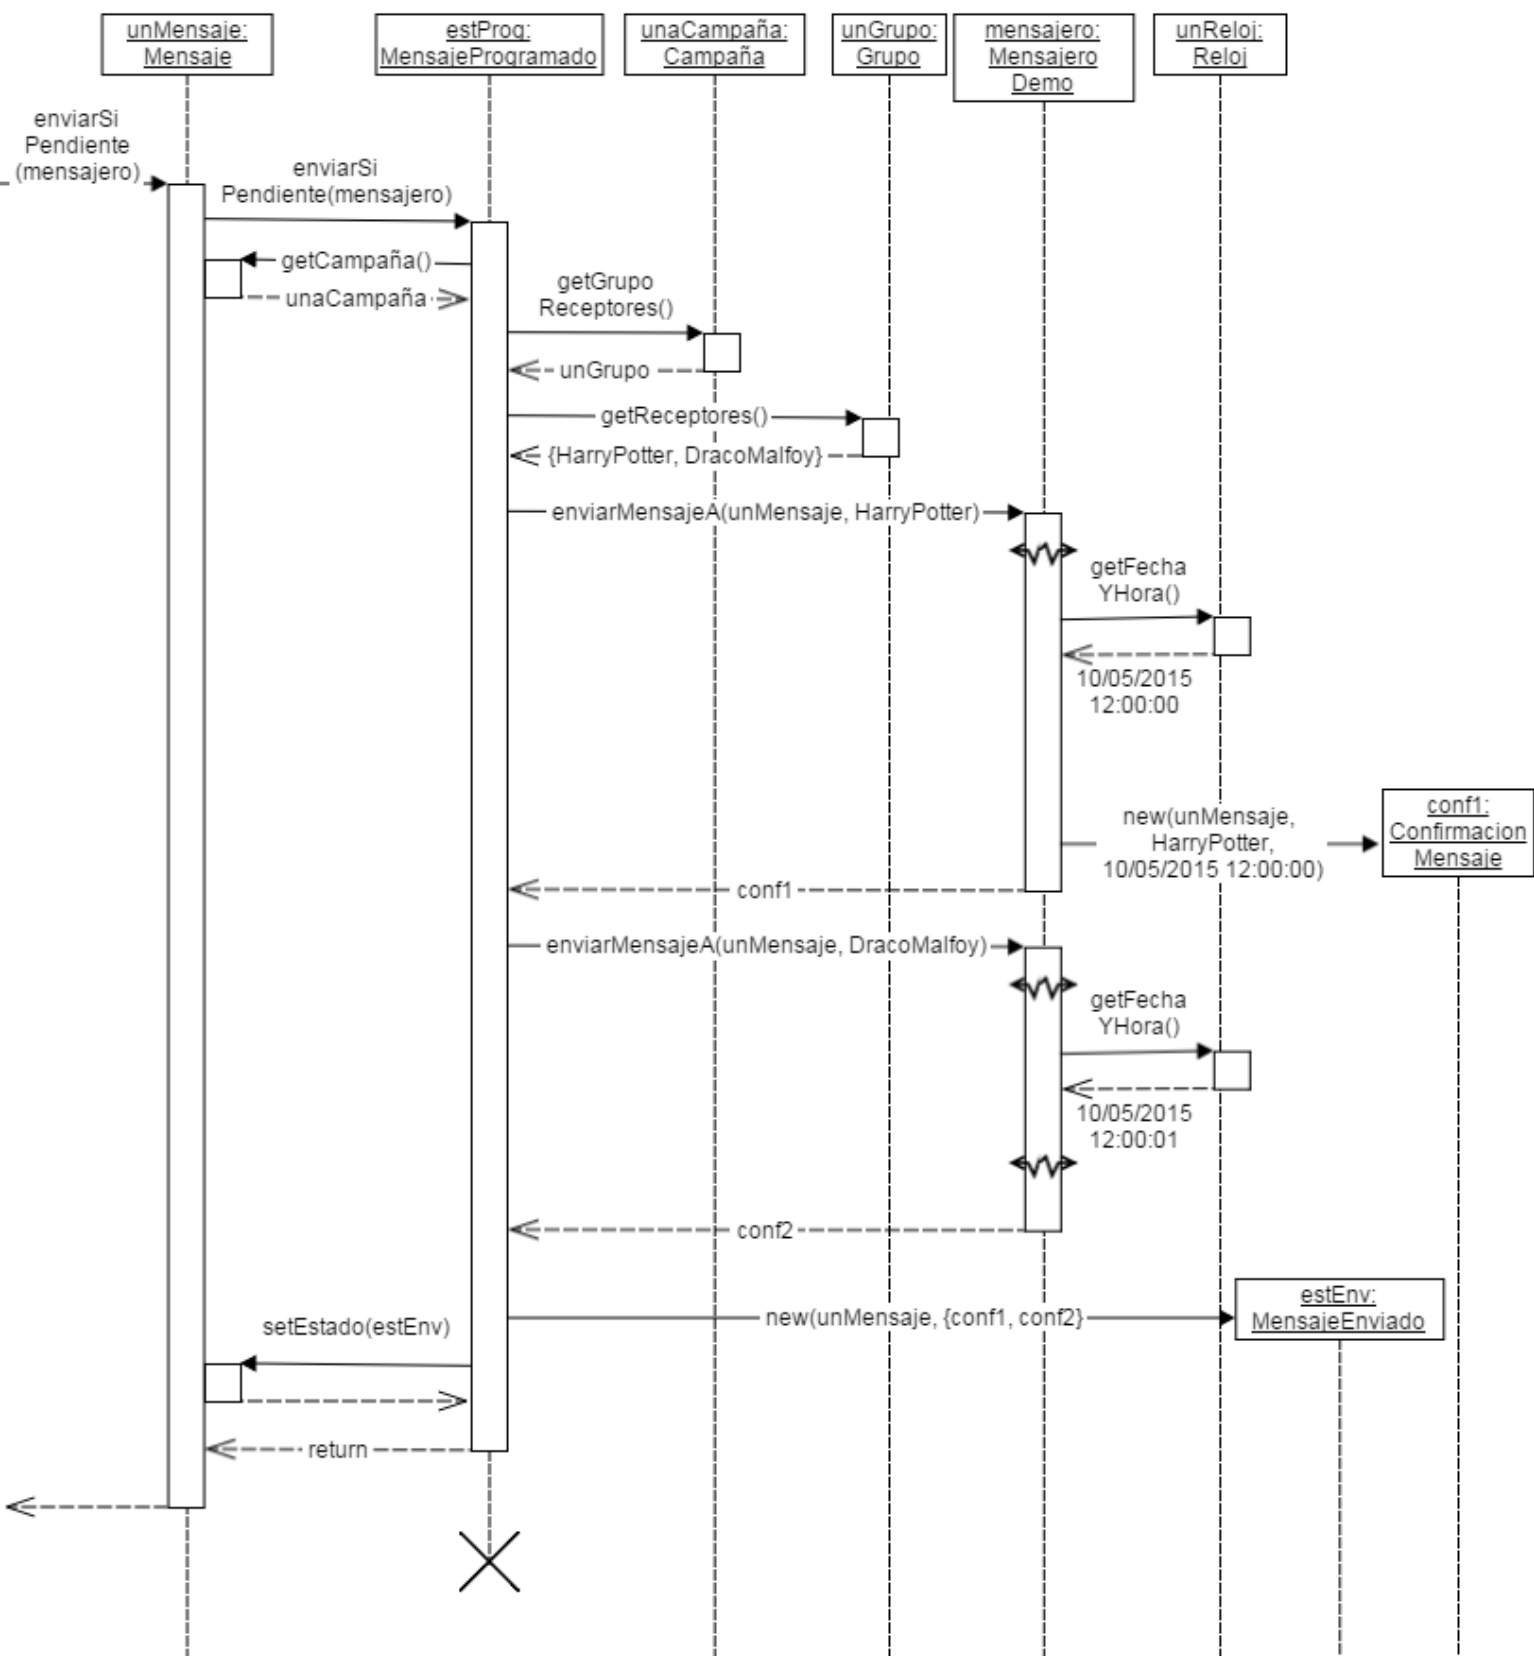 unMensaje:
Mensaje
estProg:
MensajeProgramado
unaCampaña:
Campaña
unGrupo:
Grupo
mensajero:
Mensajero
Demo
unReloj:
Reloj
enviarSi
Pendiente
(mensajero)
enviarSi
Pendiente(mensajero)
getCampaña()
unaCampaña
getGrupo
Receptores()
unGrupo
getReceptores()
{HarryPotter, DracoMalfoy}
enviarMensajeA(unMensaje, HarryPotter)
getFecha
YHora()
10/05/2015
12:00:00
new(unMensaje,
HarryPotter,
10/05/2015 12:00:00)
conf1:
Confirmacion
Mensaje
conf1
enviarMensajeA(unMensaje, DracoMalfoy)
getFecha
YHora()
10/05/2015
12:00:01
conf2
new(unMensaje, {conf1, conf2}
estEnv:
MensajeEnviado
setEstado(estEnv)
return